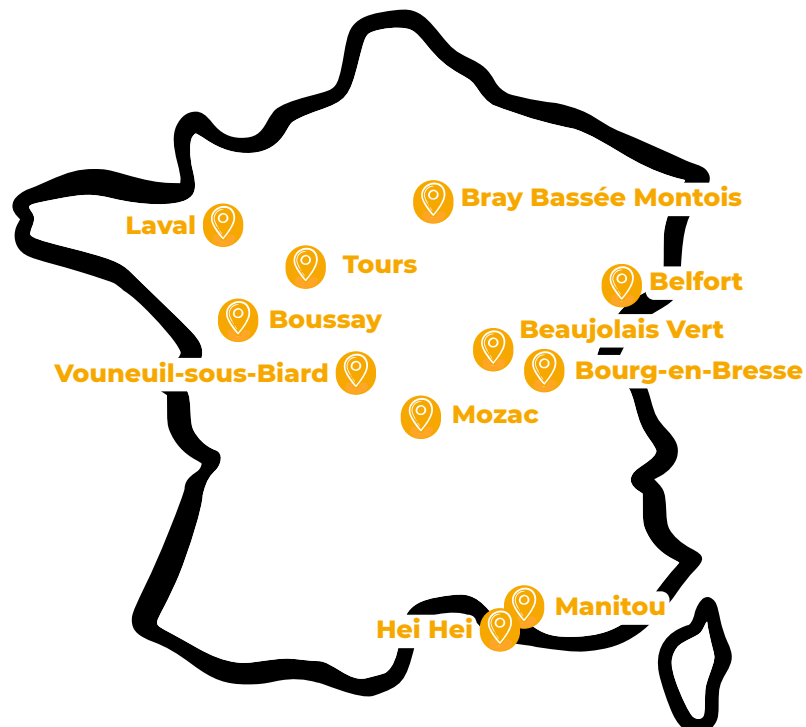 Bray Bassée Montois
Laval
Tours
Belfort
Boussay
Beaujolais Vert
Vouneuil-sous-Biard
Bourg-en-Bresse
Mozac
Manitou
Hei Hei